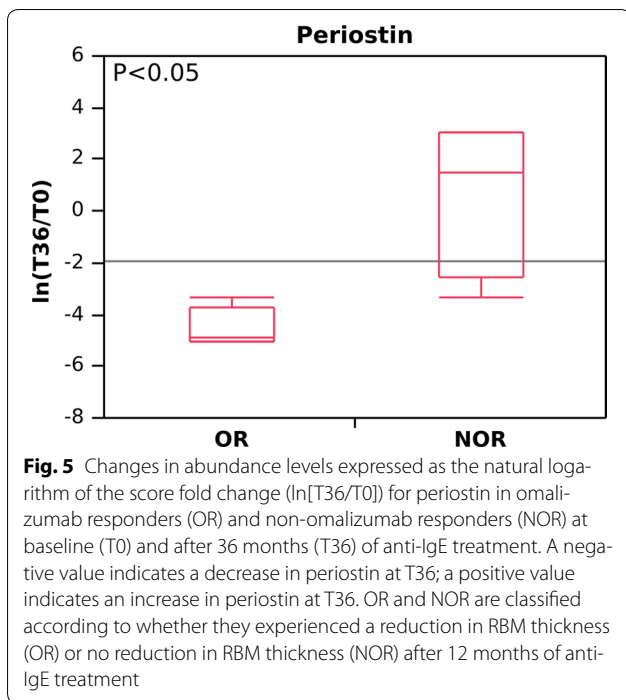 Periostin
6
P<0.05
4
2
0
-2
-4
-6
-8
ln(T36/T0)
OR NOR
Fig. 5 Changes in abundance levels expressed as the natural loga-
rithm of the score fold change (ln[T36/T0]) for periostin in omali-
zumab responders (OR) and non-omalizumab responders (NOR) at
baseline (T0) and after 36 months (T36) of anti-IgE treatment. A nega-
tive value indicates a decrease in periostin at T36; a positive value
indicates an increase in periostin at T36. OR and NOR are classified
according to whether they experienced a reduction in RBM thickness
(OR) or no reduction in RBM thickness (NOR) after 12 months of anti-
IgE treatment